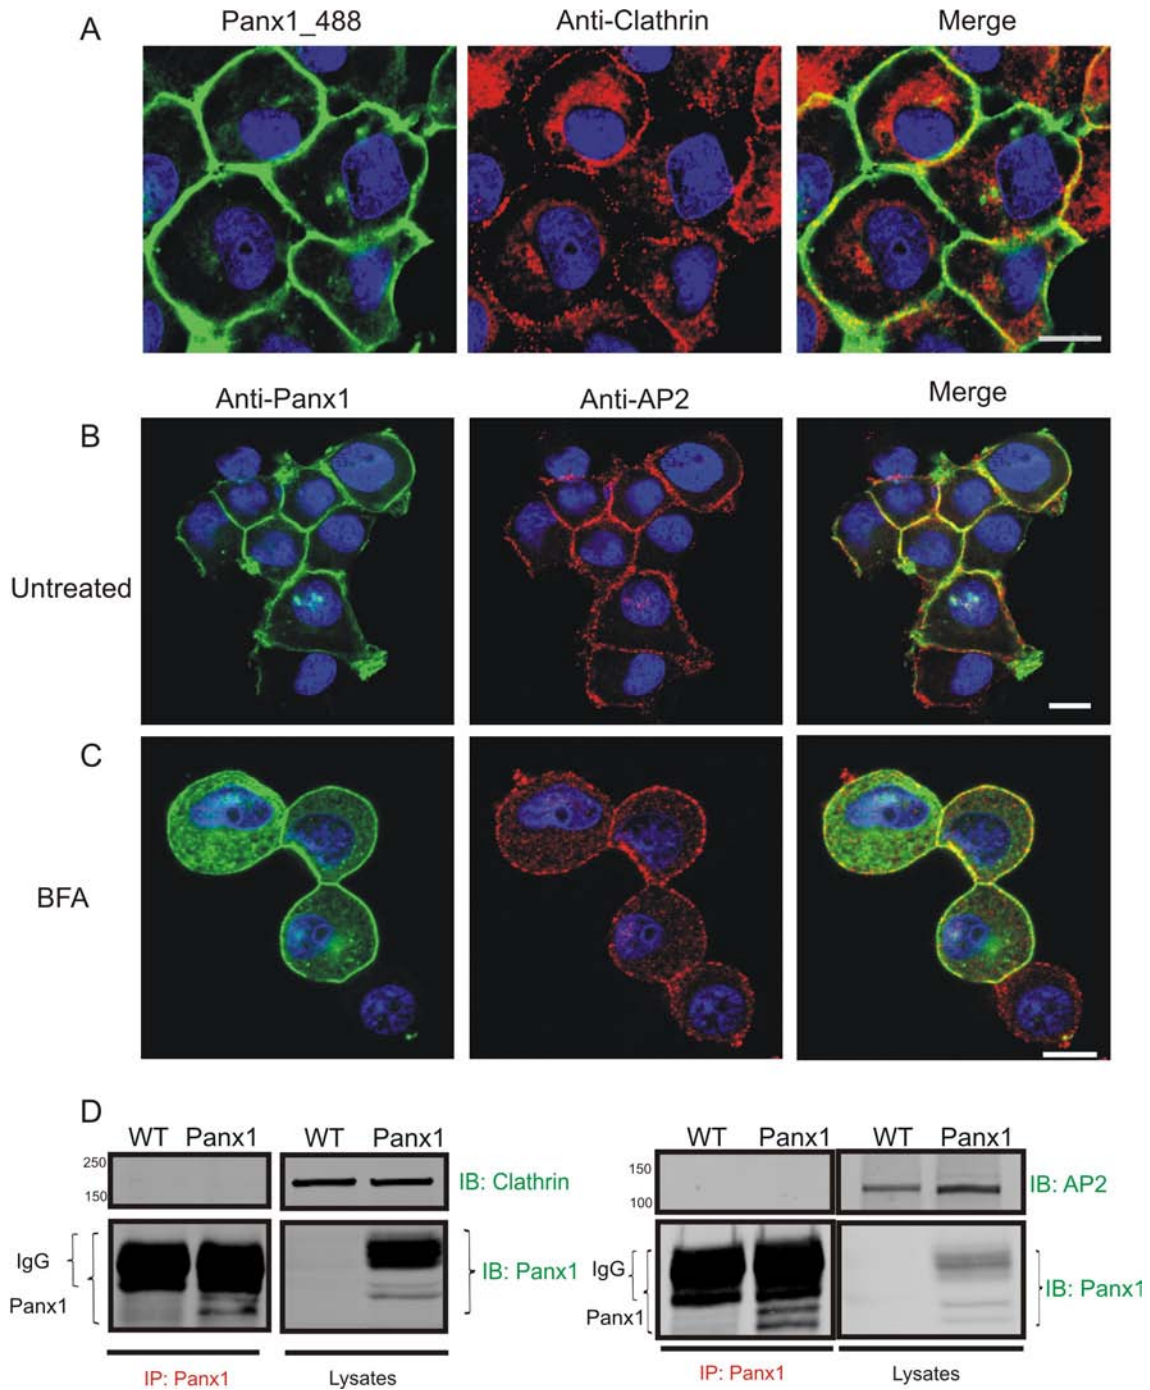 A
Panx1_488 Anti-Clathrin Merge
Anti-Panx1 Anti-AP2 Merge
B
Untreated
C
BFA
D
WT Panx1 WT Panx1
250
150
IB: Clathrin
IgG
Panx1
IB: Panx1
IP: Panx1 Lysates
WT Panx1 WT Panx1
150
100
IB: AP2
IgG
Panx1
IB: Panx1
IP: Panx1 Lysates